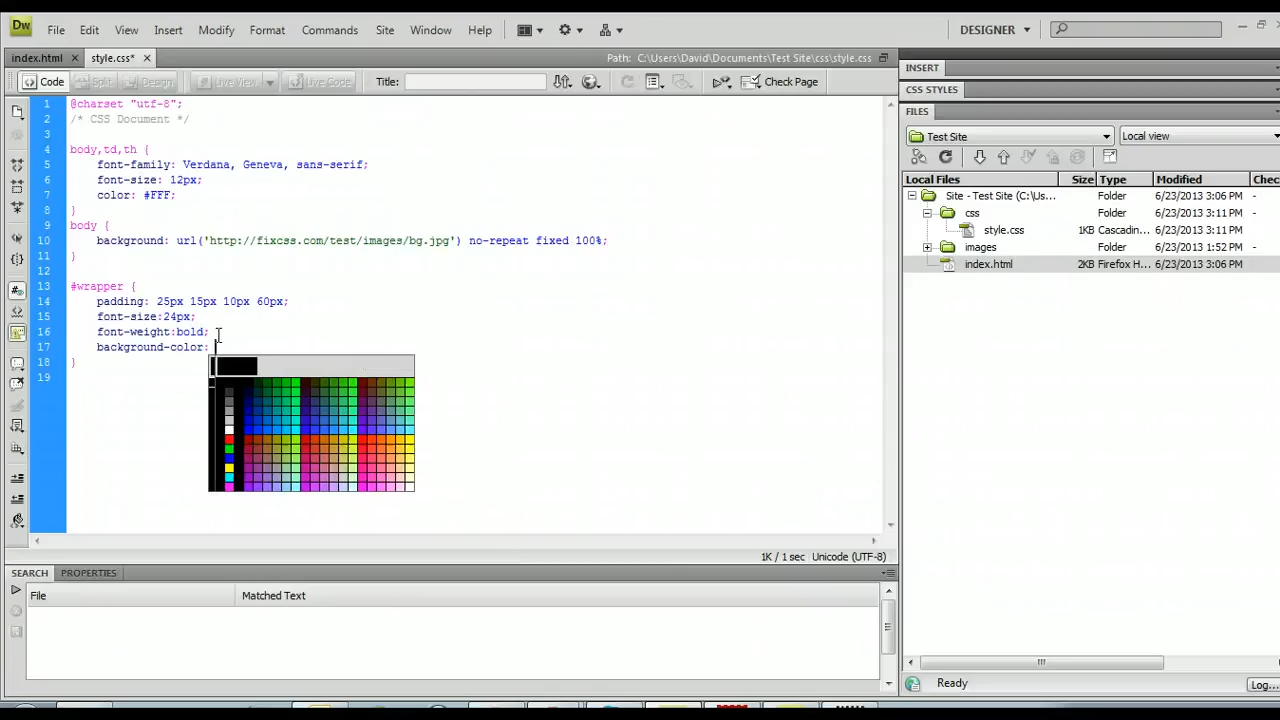 Dw File Edit View Insert Modify Format Commands Site Window Help DESIGNER
index.html style.css* Path: C:\Users\David\Documents\Test Site\css\style.css
Code Split Design Live View Live Code Title: Check Page
1 @charset "utf-8";
2 /* CSS Document */
3
4 body,td,th {
5 font-family: Verdana, Geneva, sans-serif;
6 font-size: 12px;
7 color: #FFF;
8 }
9 body {
10 background: url('http://fixcss.com/test/images/bg.jpg') no-repeat fixed 100%;
11 }
12
13 #wrapper {
14 padding: 25px 15px 10px 60px;
15 font-size:24px;
16 font-weight:bold;
17 background-color:
18 }
19
1K / 1 sec Unicode (UTF-8)
SEARCH PROPERTIES
File Matched Text
INSERT
CSS STYLES
FILES
Test Site Local view
Local Files Size Type Modified Chec
Site - Test Site (C:\Us... Folder 6/23/2013 3:06 PM -
css Folder 6/23/2013 3:11 PM -
style.css 1KB Cascadin... 6/23/2013 3:11 PM
images Folder 6/23/2013 1:52 PM -
index.html 2KB Firefox H... 6/23/2013 3:06 PM
Ready Log...